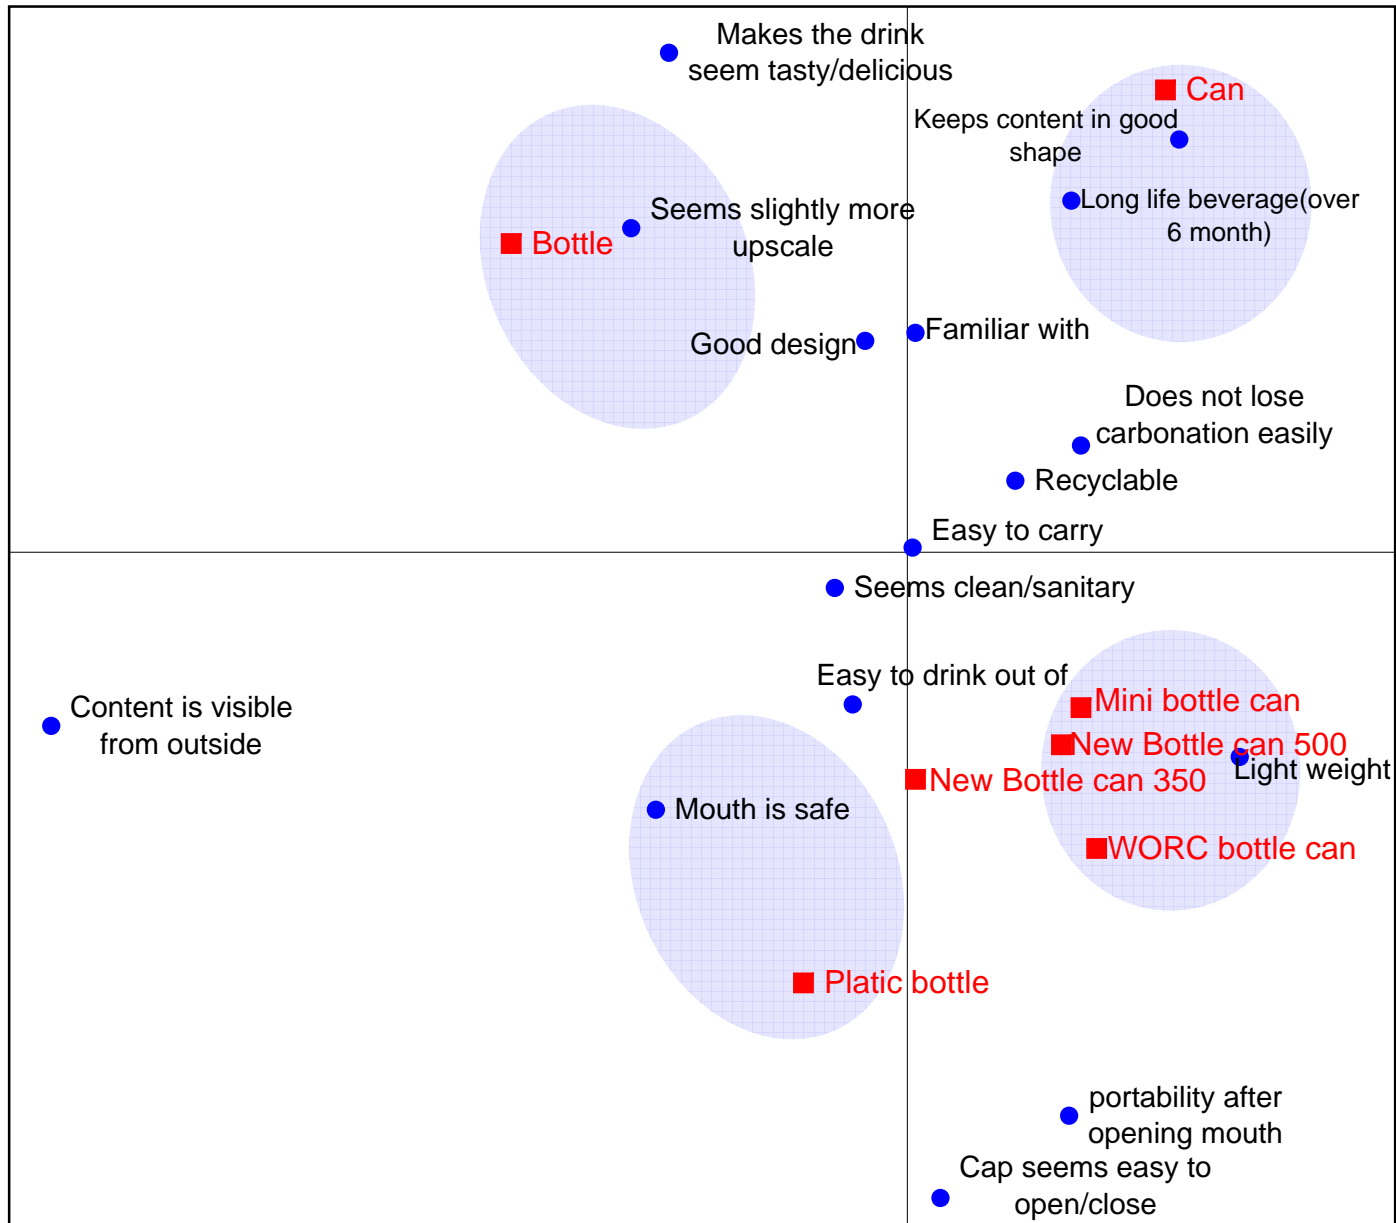 Makes the drink
seem tasty/delicious
Can
Keeps content in good
shape
Long life beverage(over
6 month)
Seems slightly more
upscale
Bottle
Familiar with
Good design
Does not lose
carbonation easily
Recyclable
Easy to carry
Seems clean/sanitary
Easy to drink out of
Mini bottle can
Content is visible
from outside
New Bottle can 500
Light weight
New Bottle can 350
Mouth is safe
WORC bottle can
Platic bottle
portability after
opening mouth
Cap seems easy to
open/close